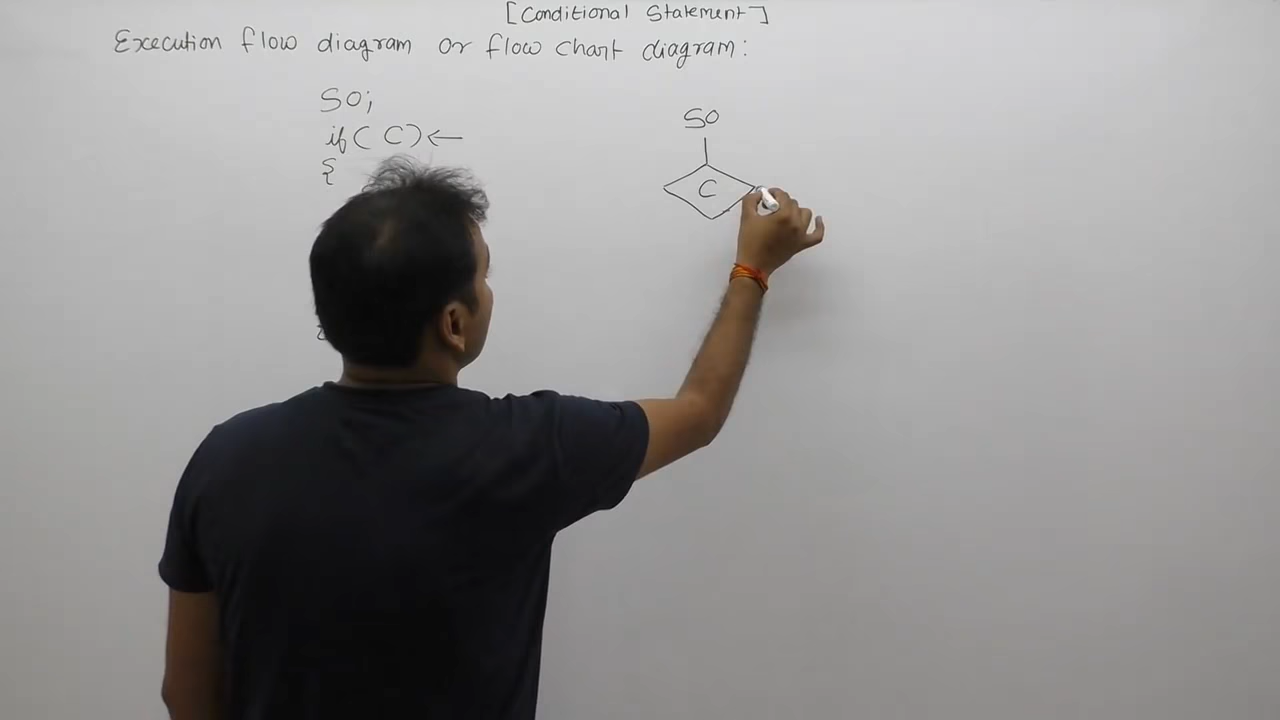 [Conditional Statement]
Execution flow diagram or flow chart diagram:
S0;
if( C) ←
{
S0
C